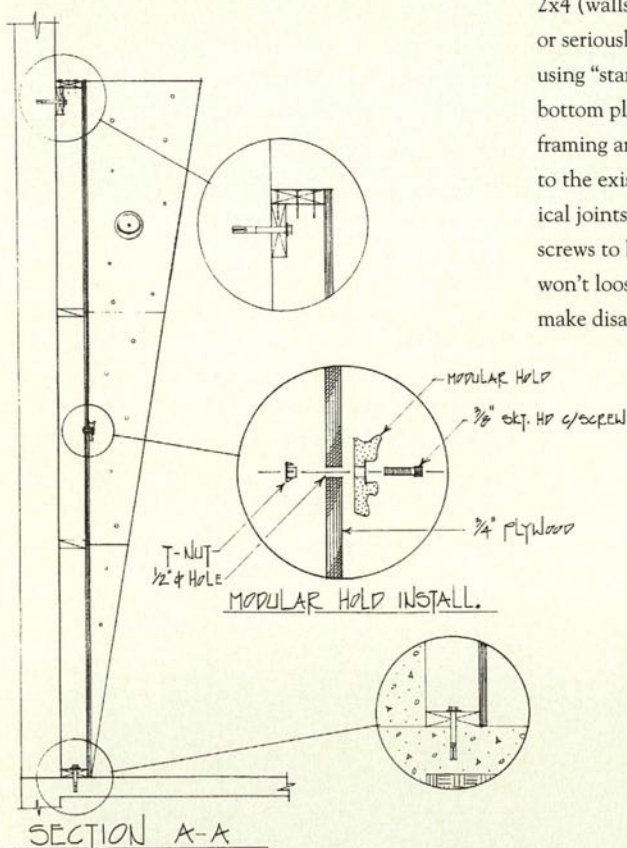 2x4 (walls
or seriously
using “stan
bottom pl
framing an
to the exis
ical joints
screws to
won’t loos
make disa
MODULAR HOLD
3/8" SKT. HD C/SCREW
3/4" PLYWOOD
T-NUT
1/2" φ HOLE
MODULAR HOLD INSTALL.
SECTION A-A